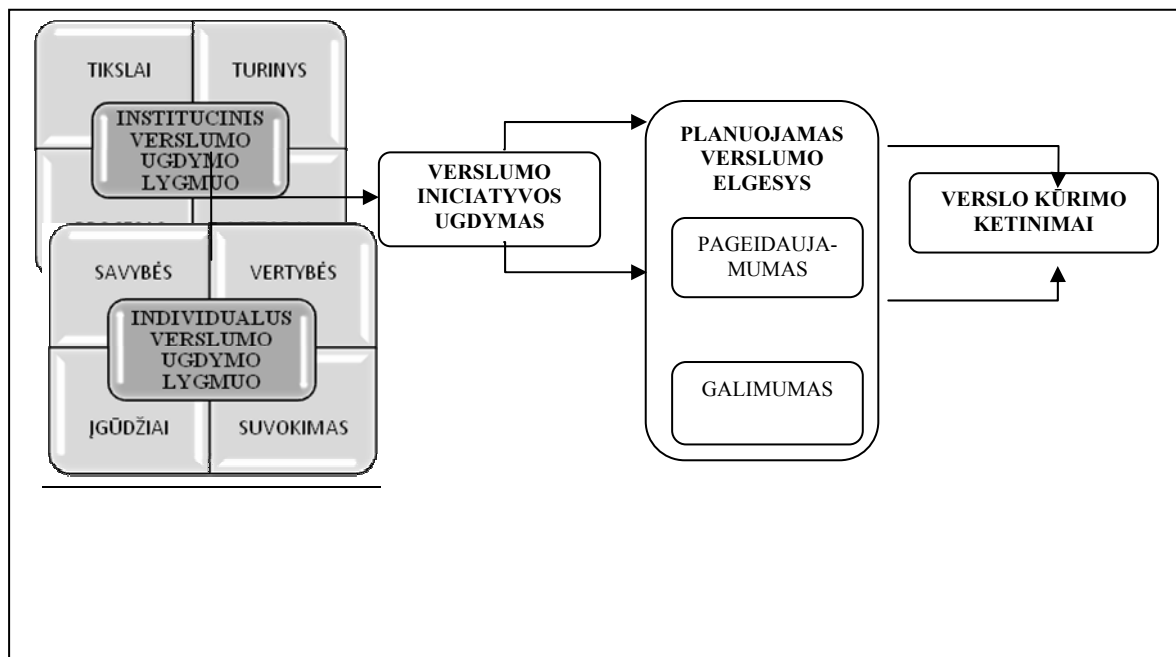 TIKSLAI
TURINYS
INSTITUCINIS
VERSLUMO
UGDYMO
LYGMUO
SAVYBĖS
VERTYBĖS
INDIVIDUALUS
VERSLUMO
UGDYMO
LYGMUO
ĮGŪDŽIAI
SUVOKIMAS
VERSLUMO
INICIATYVOS
UGDYMAS
PLANUOJAMAS
VERSLUMO
ELGESYS
PAGEIDAUJA-
MUMAS
GALIMUMAS
VERSLO KŪRIMO
KETINIMAI